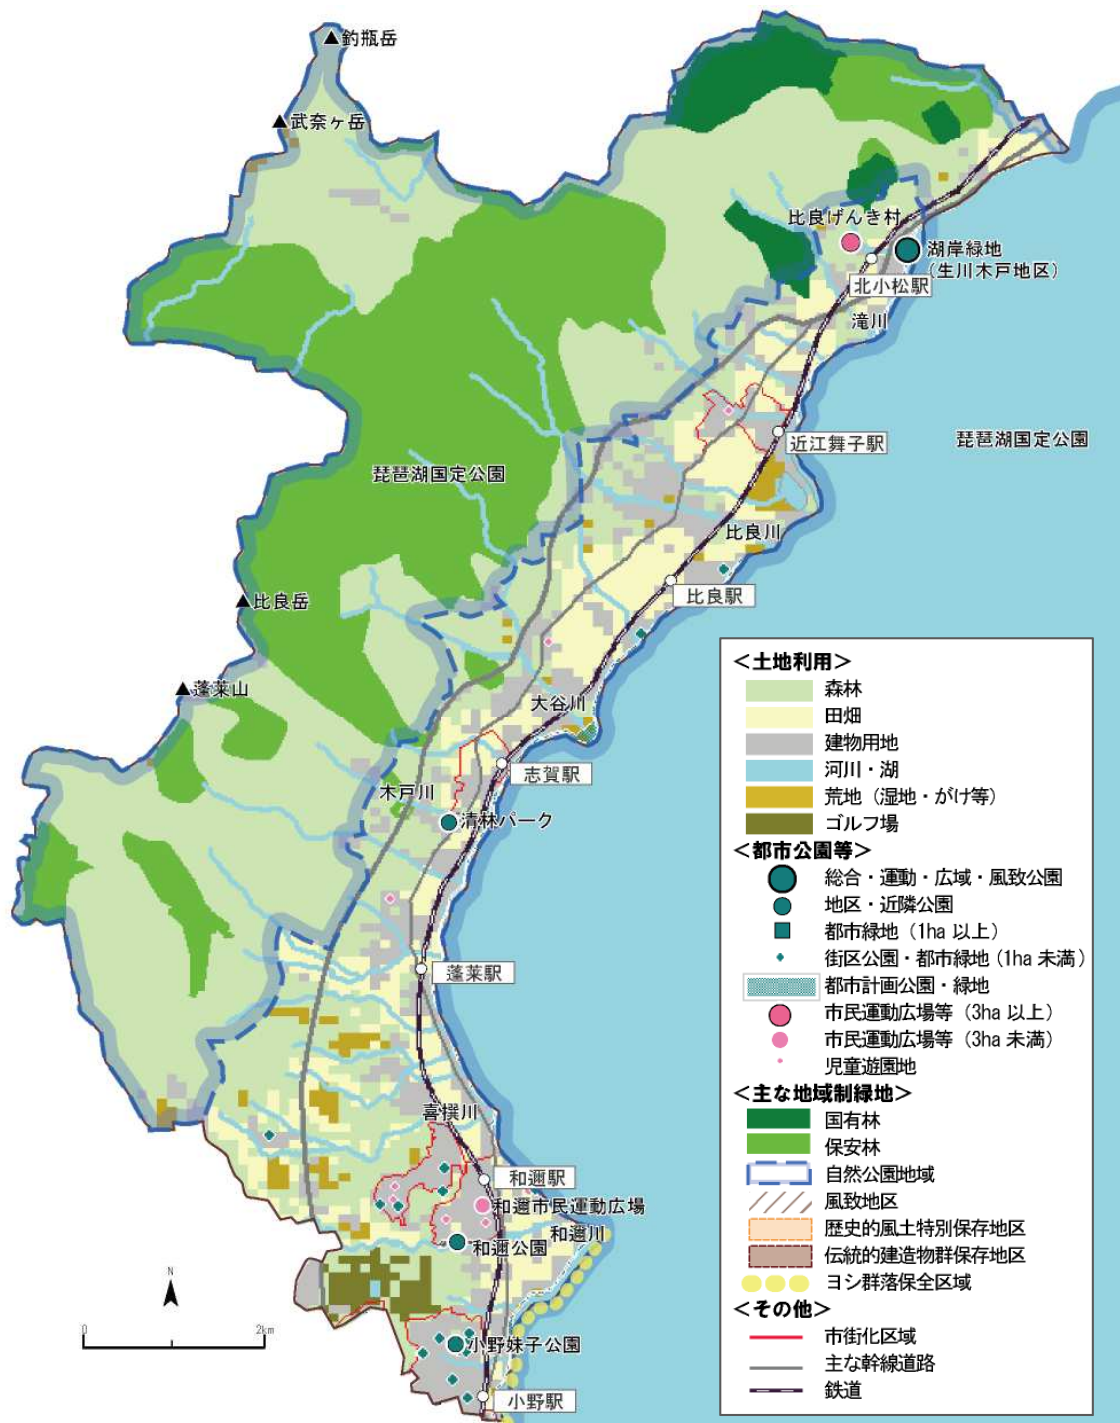 ▲釣瓶岳
▲武奈ヶ岳
比良げんき村
湖岸緑地
(生川木戸地区)
北小松駅
滝川
近江舞子駅
琵琶湖国定公園
琵琶湖国定公園
比良川
比良駅
▲比良岳
▲蓬莱山
大谷川
志賀駅
木戸川
清林パーク
蓬莱駅
喜撰川
和邇駅
和邇市民運動広場
和邇川
和邇公園
小野妹子公園
小野駅
N
0 2km
<土地利用>
森林
田畑
建物用地
河川・湖
荒地(湿地・がけ等)
ゴルフ場
<都市公園等>
総合・運動・広域・風致公園
地区・近隣公園
都市緑地(1ha 以上)
街区公園・都市緑地(1ha 未満)
都市計画公園・緑地
市民運動広場等(3ha 以上)
市民運動広場等(3ha 未満)
児童遊園地
<主な地域制緑地>
国有林
保安林
自然公園地域
風致地区
歴史的風土特別保存地区
伝統的建造物群保存地区
ヨシ群落保全区域
<その他>
市街化区域
主な幹線道路
鉄道